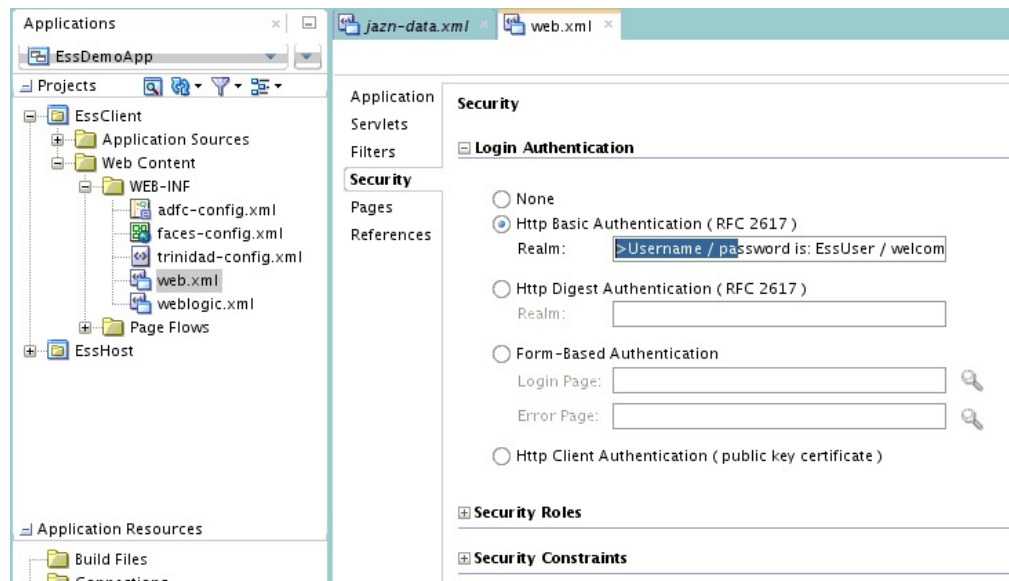 Applications
EssDemoApp
Projects
EssClient
Application Sources
Web Content
WEB-INF
adfc-config.xml
faces-config.xml
trinidad-config.xml
web.xml
weblogic.xml
Page Flows
EssHost
Application Resources
Build Files
Connections
jazn-data.xml
web.xml
Application
Servlets
Filters
Security
Pages
References
Security
Login Authentication
None
Http Basic Authentication ( RFC 2617 )
Realm: >Username / password is: EssUser / welcom
Http Digest Authentication ( RFC 2617 )
Realm:
Form-Based Authentication
Login Page:
Error Page:
Http Client Authentication ( public key certificate )
Security Roles
Security Constraints